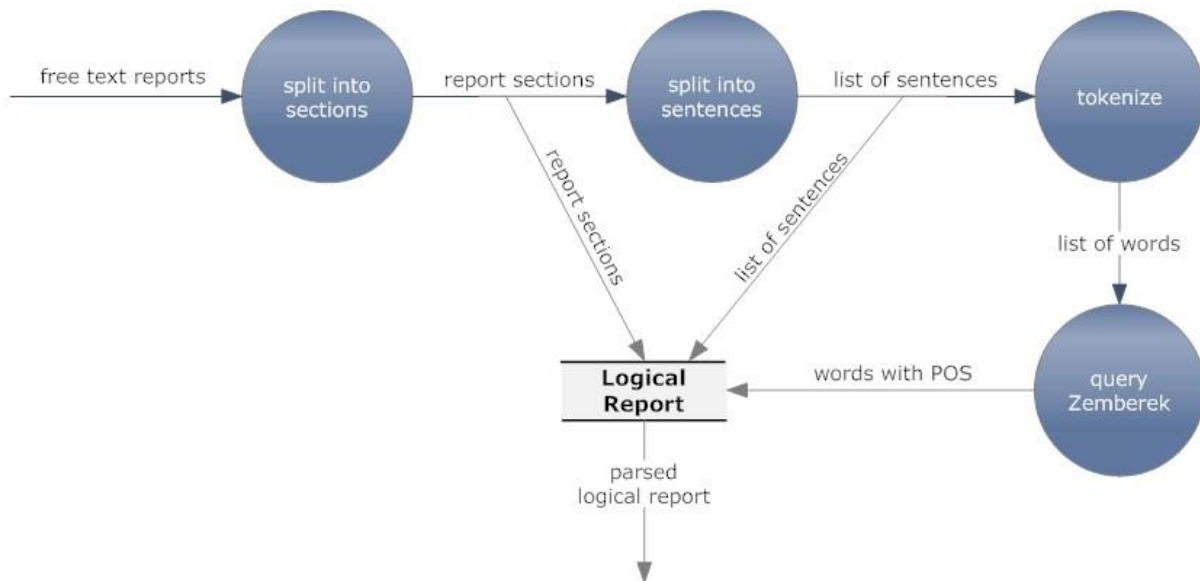 free text reports
split into
sections
report sections
split into
sentences
list of sentences
tokenize
report sections
list of sentences
list of words
Logical
Report
words with POS
query
Zemberek
parsed
logical report